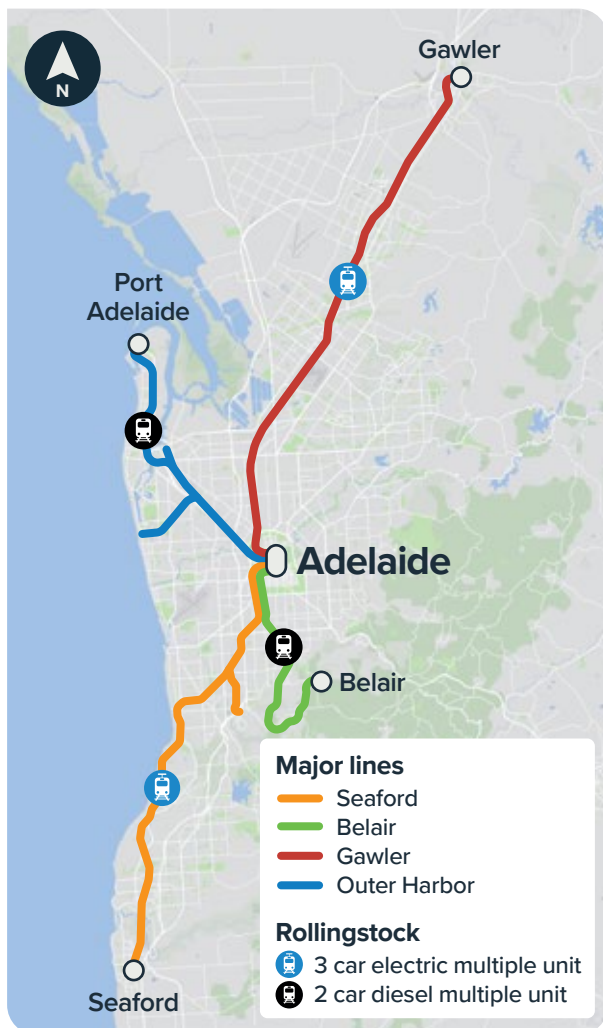 N
Gawler
Port
Adelaide
Adelaide
Belair
Seaford
Major lines
Seaford
Belair
Gawler
Outer Harbor
Rollingstock
3 car electric multiple unit
2 car diesel multiple unit